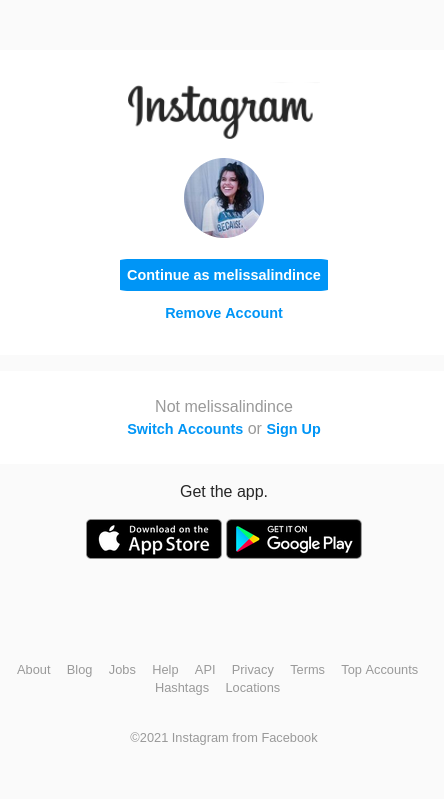 Instagram
BECAUSE.
Continue as melissalindince
Remove Account
Not melissalindince
Switch Accounts or Sign Up
Get the app.
Download on the App Store
GET IT ON Google Play
About Blog Jobs Help API Privacy Terms Top Accounts
Hashtags Locations
©2021 Instagram from Facebook